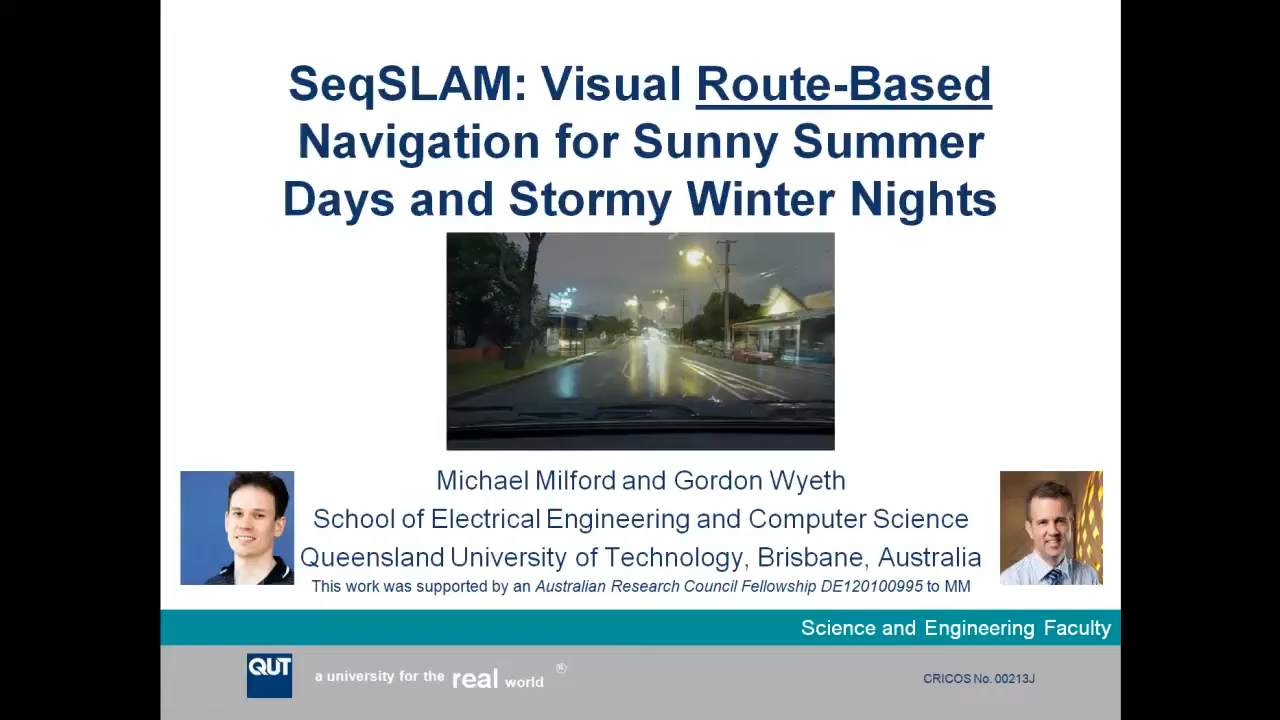 SeqSLAM: Visual Route-Based
Navigation for Sunny Summer
Days and Stormy Winter Nights
Michael Milford and Gordon Wyeth
School of Electrical Engineering and Computer Science
Queensland University of Technology, Brisbane, Australia
This work was supported by an Australian Research Council Fellowship DE120100995 to MM
Science and Engineering Faculty
QUT
a university for the real world ®
CRICOS No. 00213J